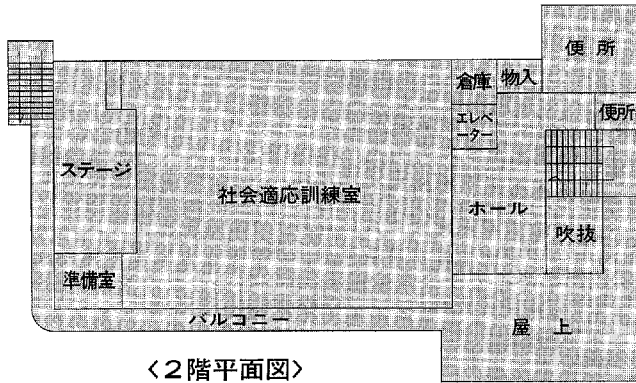 便所
倉庫
物入
便所
エレベ
ーター
ステージ
社会適応訓練室
ホール
吹抜
準備室
バルコニー
屋上
〈2階平面図〉